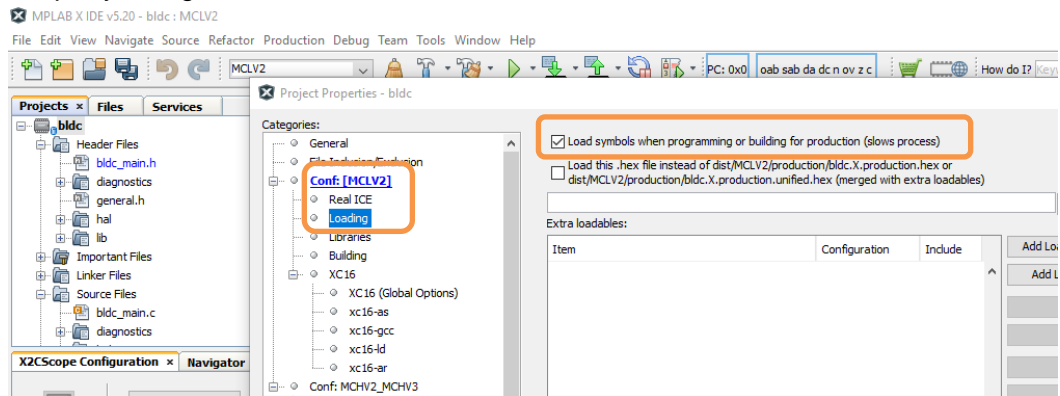 MPLAB X IDE v5.20 - bldc : MCLV2
File Edit View Navigate Source Refactor Production Debug Team Tools Window Help
MCLV2 PC: 0x0 oab sab da dc n ov z c How do I?
Project Properties - bldc
Projects × Files Services
Categories:
bldc
Header Files
bldc_main.h
diagnostics
general.h
hal
lib
Important Files
Linker Files
Source Files
bldc_main.c
diagnostics
X2CScope Configuration × Navigator
General
File Inclusion/Exclusion
Conf: [MCLV2]
Real ICE
Loading
Libraries
Building
XC16
XC16 (Global Options)
xc16-as
xc16-gcc
xc16-ld
xc16-ar
Conf: MCHV2_MCHV3
Load symbols when programming or building for production (slows process)
Load this .hex file instead of dist/MCLV2/production/bldc.X.production.hex or
dist/MCLV2/production/bldc.X.production.unified.hex (merged with extra loadables)
Extra loadables:
Item Configuration Include
Add Loa
Add L